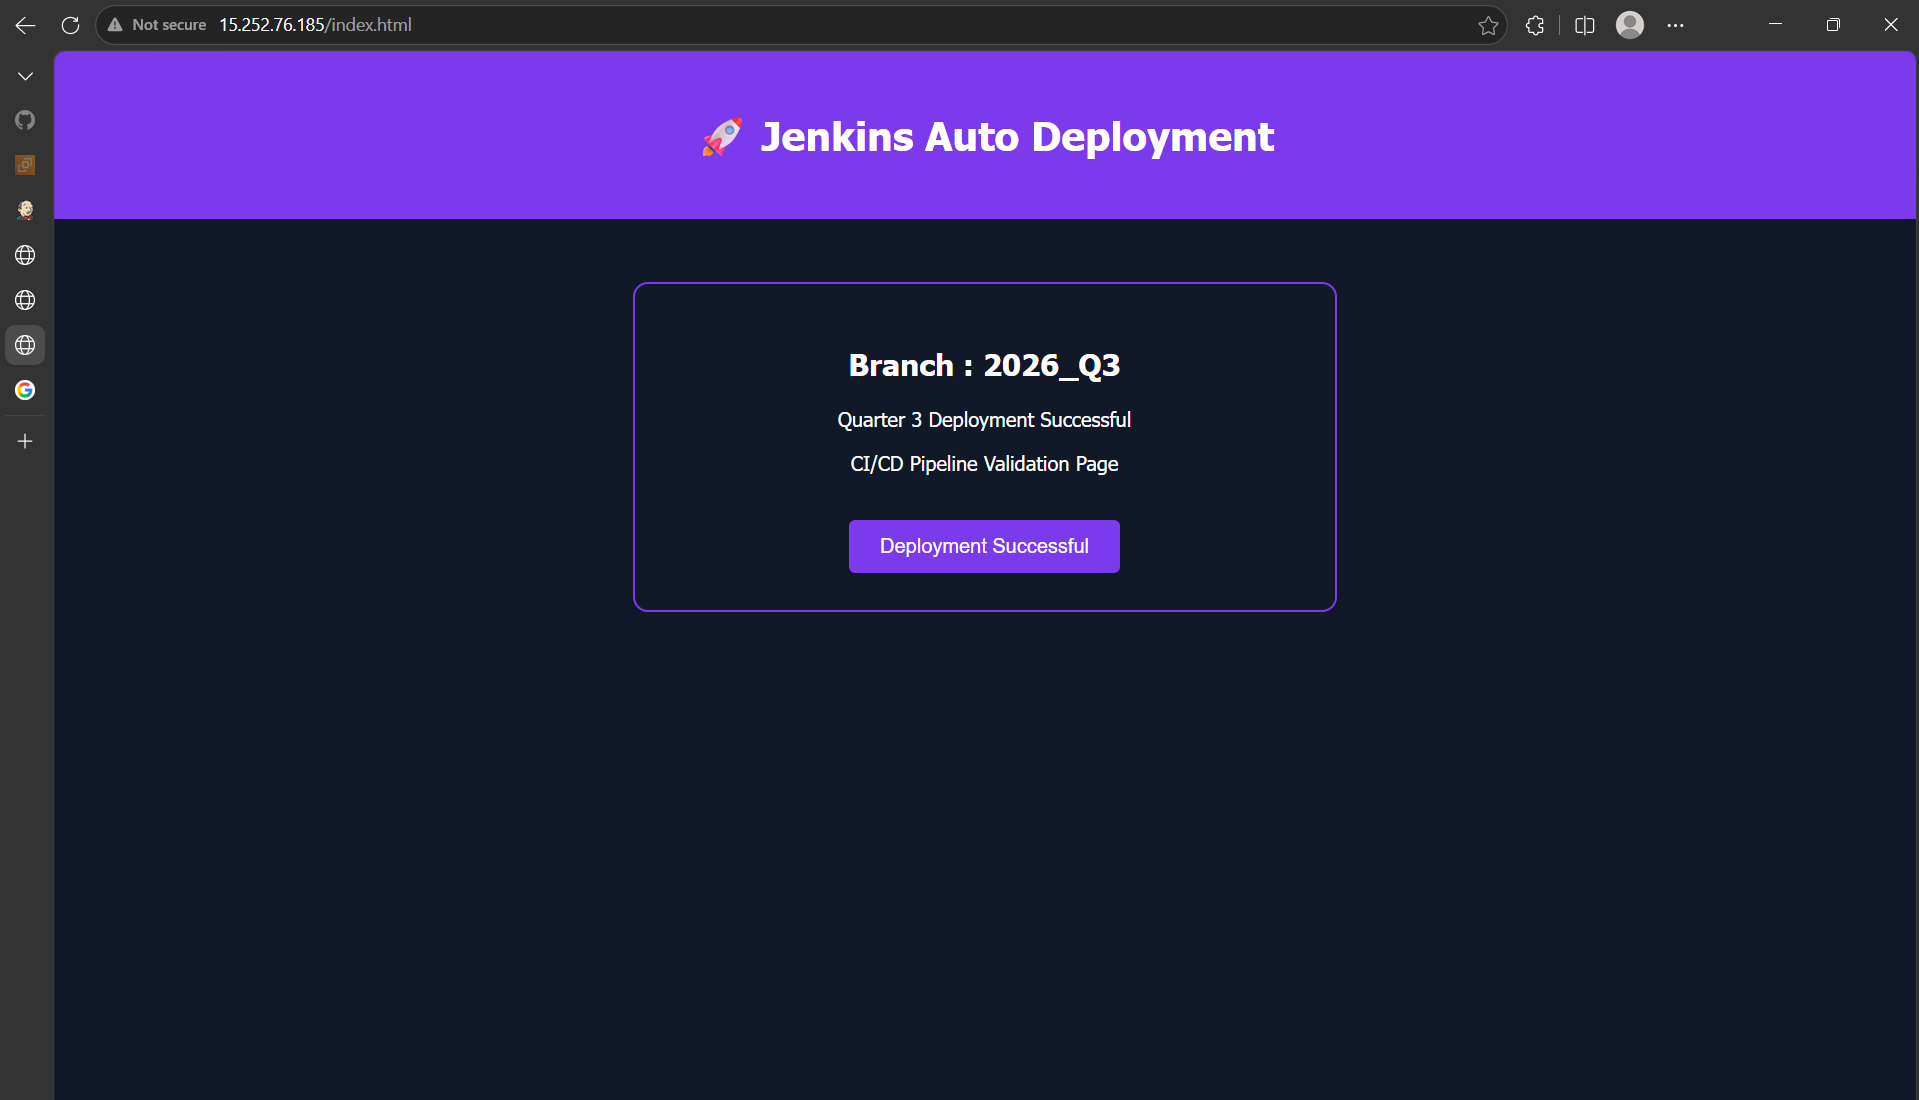 Not secure 15.252.76.185/index.html
🚀 Jenkins Auto Deployment
Branch : 2026_Q3
Quarter 3 Deployment Successful
CI/CD Pipeline Validation Page
Deployment Successful